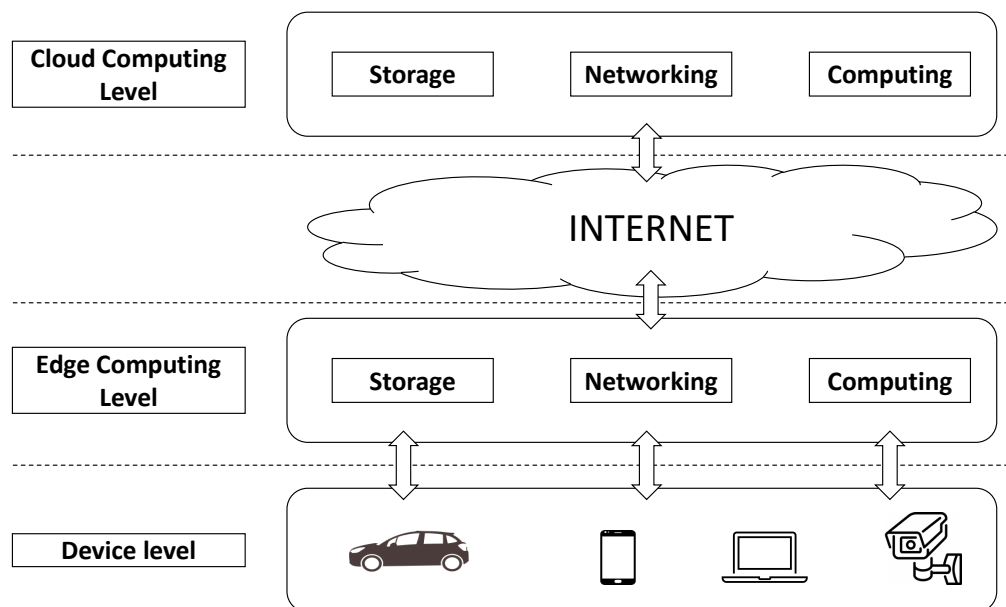 Cloud Computing
Level
Storage
Networking
Computing
INTERNET
Edge Computing
Level
Storage
Networking
Computing
Device level